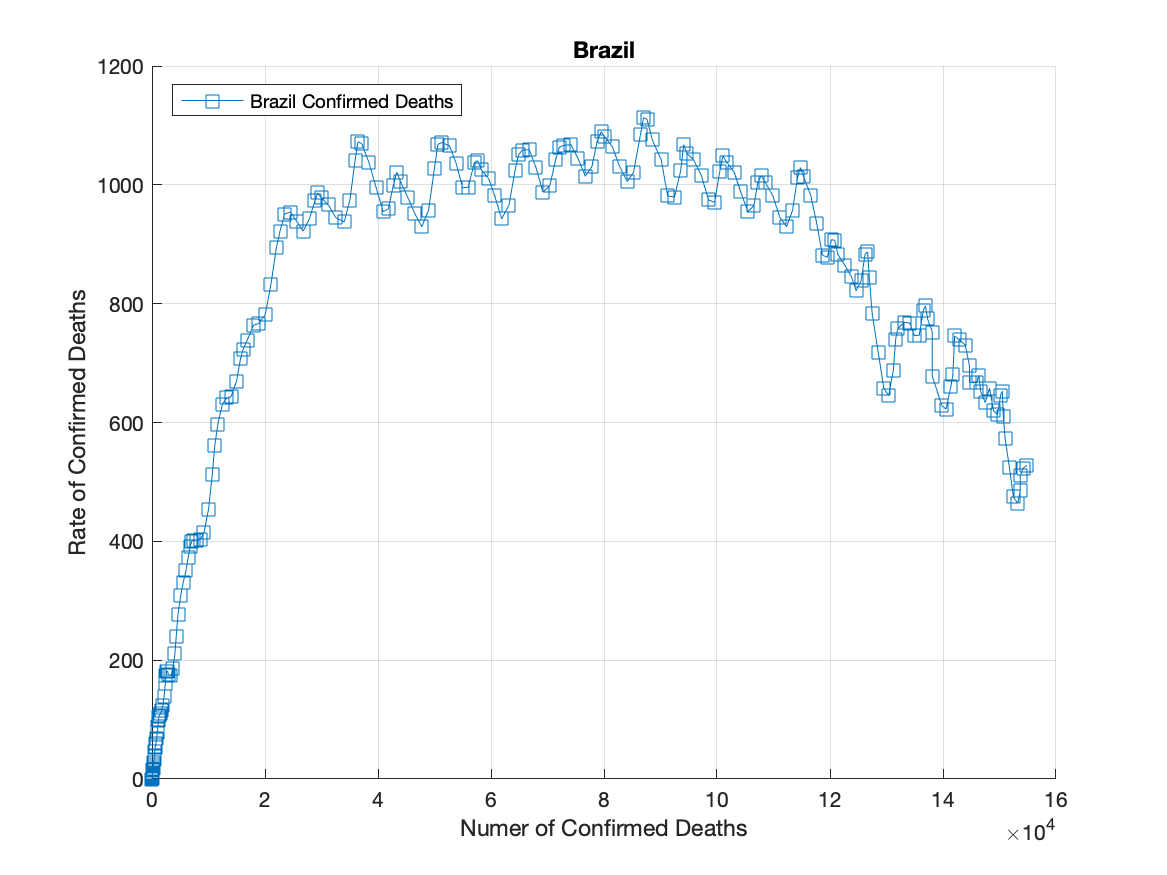 Brazil
Brazil Confirmed Deaths
Rate of Confirmed Deaths
1200
1000
800
600
400
200
0
0 2 4 6 8 10 12 14 16
Numer of Confirmed Deaths
×10^4